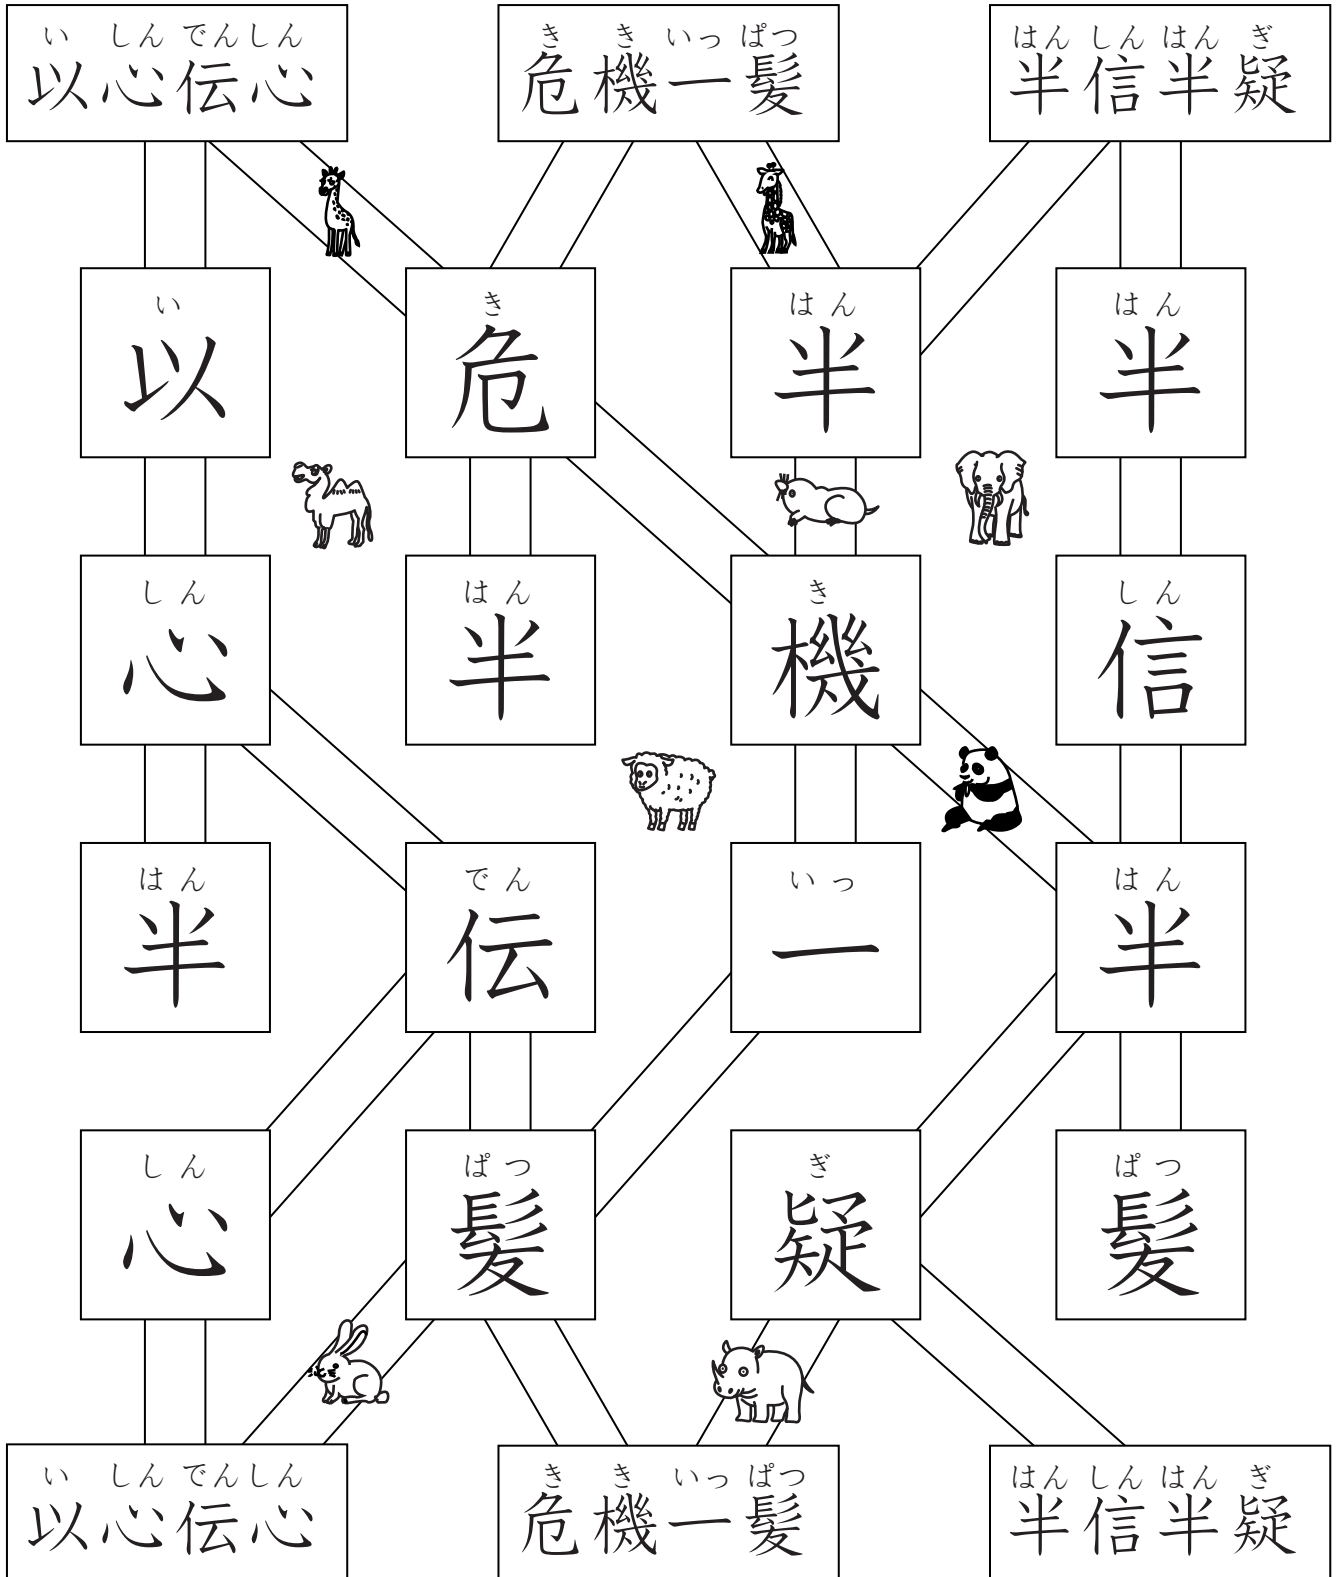 い しん でん しん
以心伝心
き き いっ ぱつ
危機一髪
はん しん はん ぎ
半信半疑
い
以
き
危
はん
半
はん
半
しん
心
はん
半
き
機
しん
信
はん
半
でん
伝
いっ
一
はん
半
しん
心
ぱつ
髪
ぎ
疑
ぱつ
髪
い しん でん しん
以心伝心
き き いっ ぱつ
危機一髪
はん しん はん ぎ
半信半疑